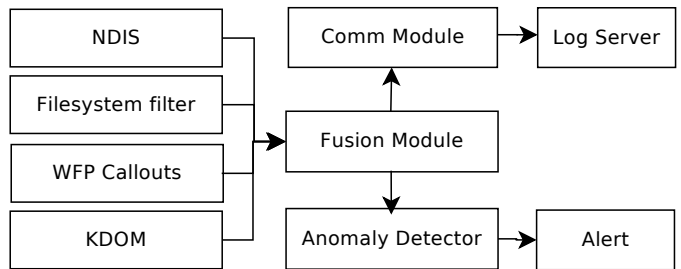 NDIS
Filesystem filter
WFP Callouts
KDOM
Comm Module
Fusion Module
Anomaly Detector
Log Server
Alert